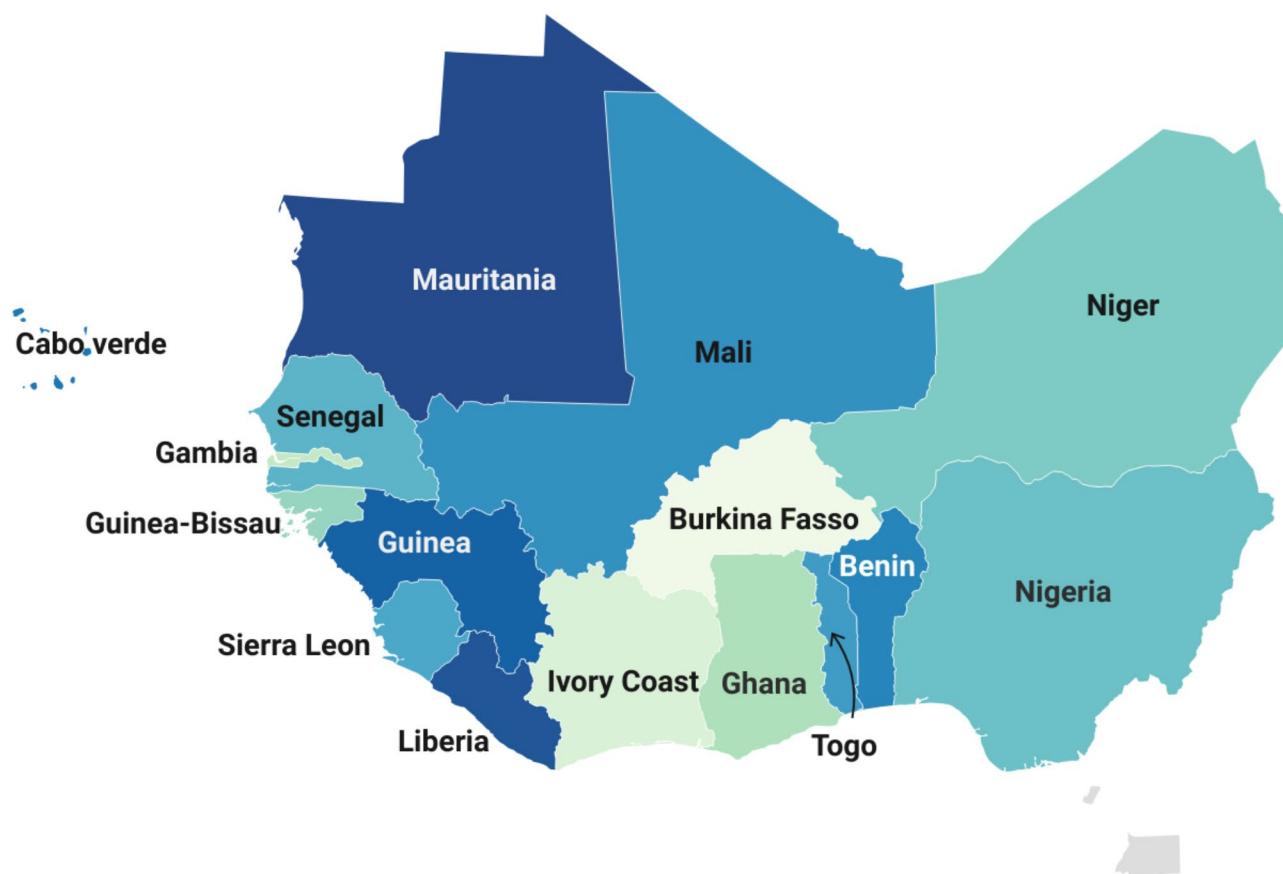 Mauritania
Niger
Cabo verde
Mali
Senegal
Gambia
Guinea-Bissau
Burkina Fasso
Guinea
Benin
Nigeria
Sierra Leon
Ivory Coast
Ghana
Liberia
Togo